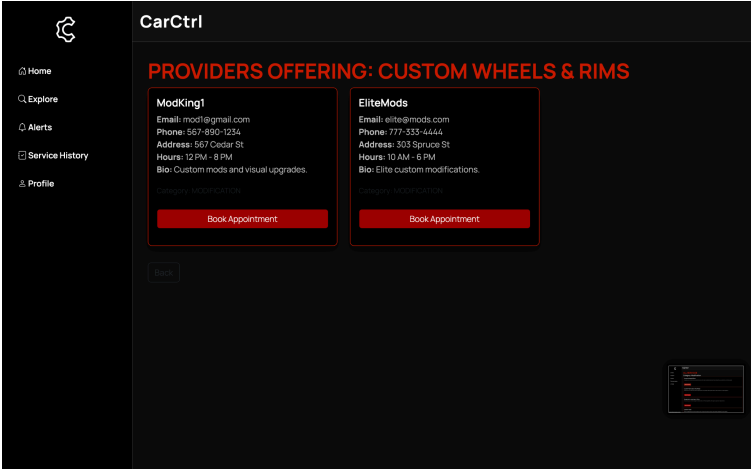 CarCtrl
Home
Explore
Alerts
Service History
Profile
PROVIDERS OFFERING: CUSTOM WHEELS & RIMS
ModKing1
Email: mod1@gmail.com
Phone: 567-890-1234
Address: 567 Cedar St
Hours: 12 PM - 8 PM
Bio: Custom mods and visual upgrades.
Category: MODIFICATION
Book Appointment
EliteMods
Email: elite@mods.com
Phone: 777-333-4444
Address: 303 Spruce St
Hours: 10 AM - 6 PM
Bio: Elite custom modifications.
Category: MODIFICATION
Book Appointment
Back